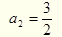 a₂ = 3/2